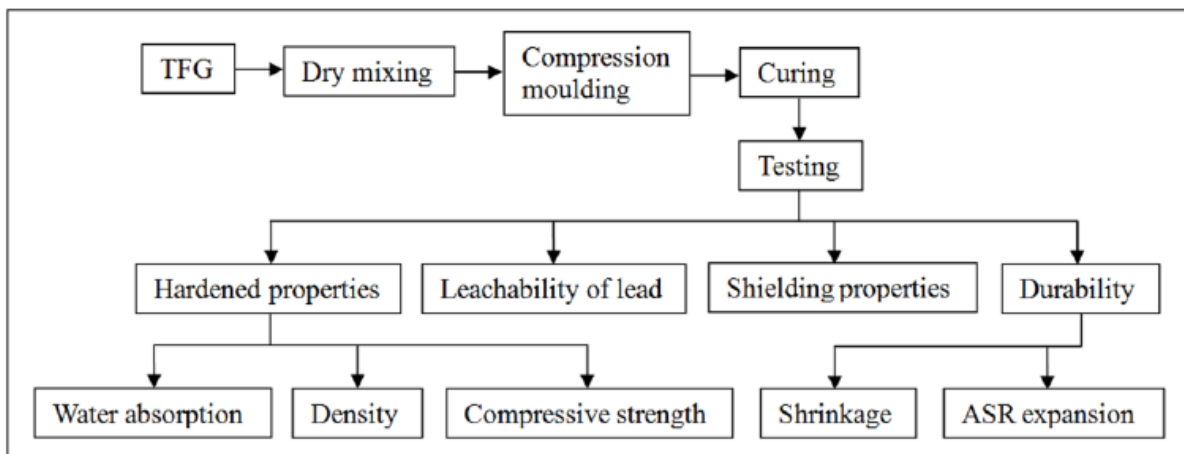 TFG
Dry mixing
Compression
moulding
Curing
Testing
Hardened properties
Leachability of lead
Shielding properties
Durability
Water absorption
Density
Compressive strength
Shrinkage
ASR expansion